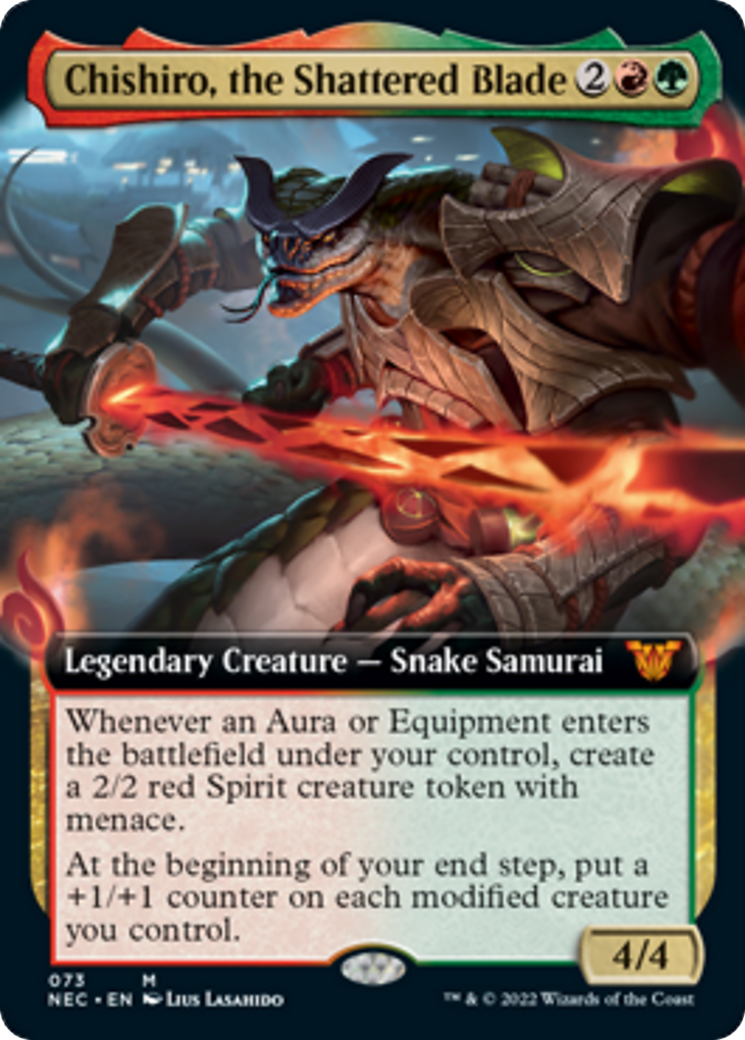 Chishiro, the Shattered Blade 2
Legendary Creature — Snake Samurai
Whenever an Aura or Equipment enters
the battlefield under your control, create
a 2/2 red Spirit creature token with
menace.
At the beginning of your end step, put a
+1/+1 counter on each modified creature
you control.
4/4
073 M
NEC • EN Lius Lasahido
™ & © 2022 Wizards of the Coast